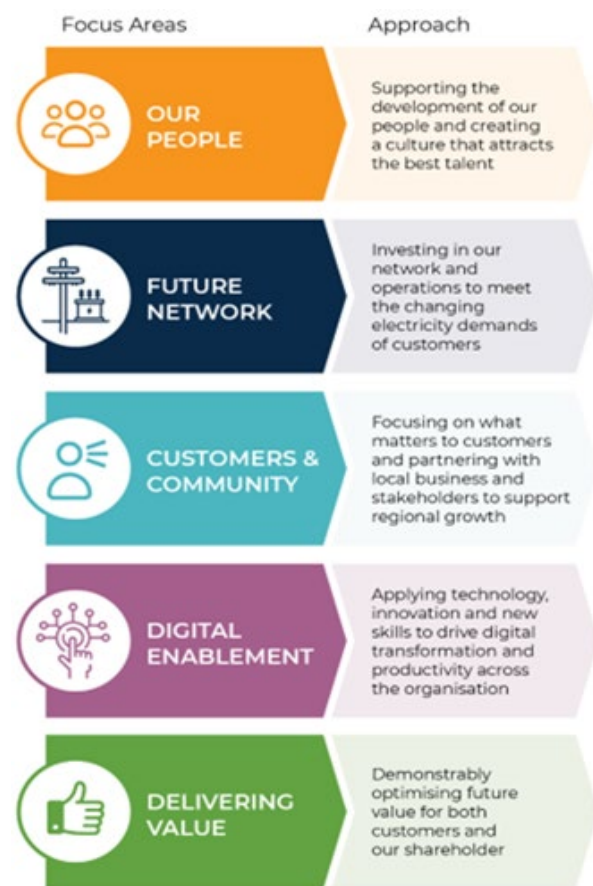 Focus Areas
Approach
OUR
PEOPLE
Supporting the
development of our
people and creating
a culture that attracts
the best talent
FUTURE
NETWORK
Investing in our
network and
operations to meet
the changing
electricity demands
of customers
CUSTOMERS &
COMMUNITY
Focusing on what
matters to customers
and partnering with
local business and
stakeholders to support
regional growth
DIGITAL
ENABLEMENT
Applying technology,
innovation and new
skills to drive digital
transformation and
productivity across
the organisation
DELIVERING
VALUE
Demonstrably
optimising future
value for both
customers and
our shareholder